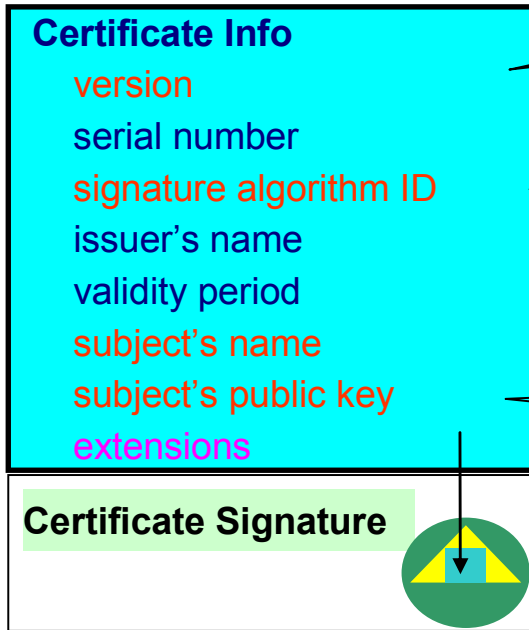 Certificate Info
version
serial number
signature algorithm ID
issuer’s name
validity period
subject’s name
subject’s public key
extensions
Certificate Signature